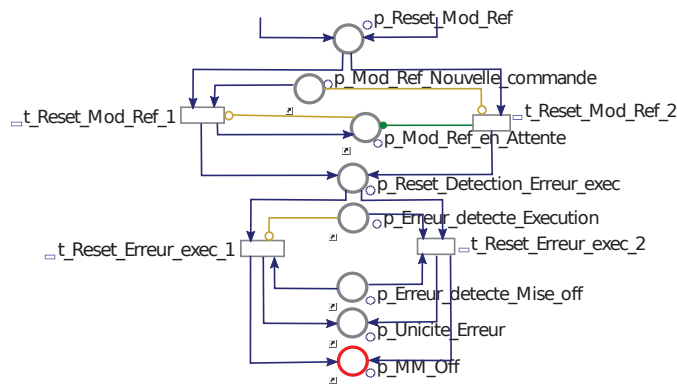 p_Reset_Mod_Ref
p_Mod_Ref_Nouvelle_commande
t_Reset_Mod_Ref_1
t_Reset_Mod_Ref_2
p_Mod_Ref_en_Attente
p_Reset_Detection_Erreur_exec
p_Erreur_detecte_Execution
t_Reset_Erreur_exec_1
t_Reset_Erreur_exec_2
p_Erreur_detecte_Mise_off
p_Unicite_Erreur
p_MM_Off